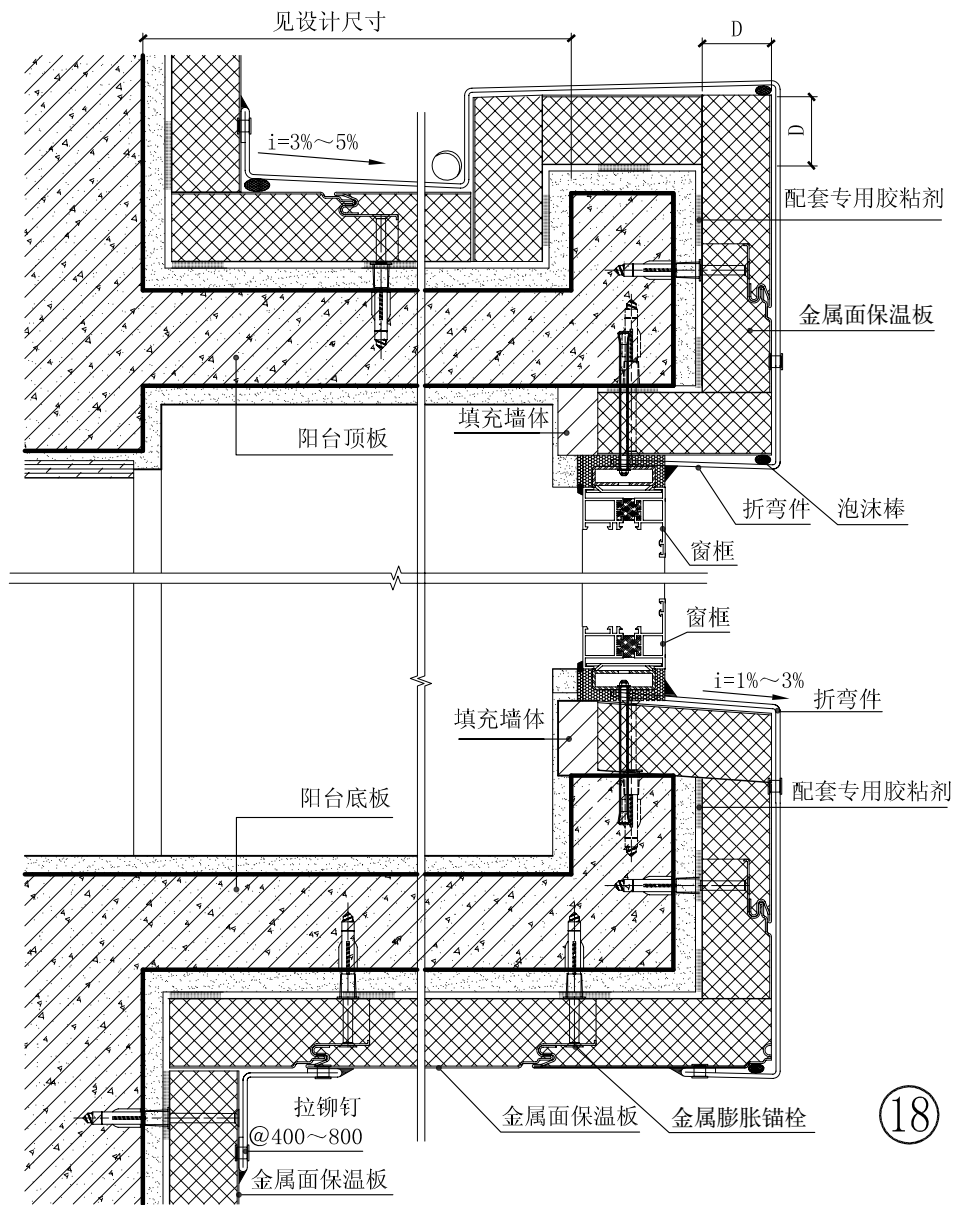 见设计尺寸
D
i=3%～5%
D
配套专用胶粘剂
金属面保温板
填充墙体
阳台顶板
折弯件
泡沫棒
窗框
窗框
i=1%～3%
折弯件
填充墙体
阳台底板
配套专用胶粘剂
拉铆钉
@400～800
金属面保温板
金属膨胀锚栓
金属面保温板
18